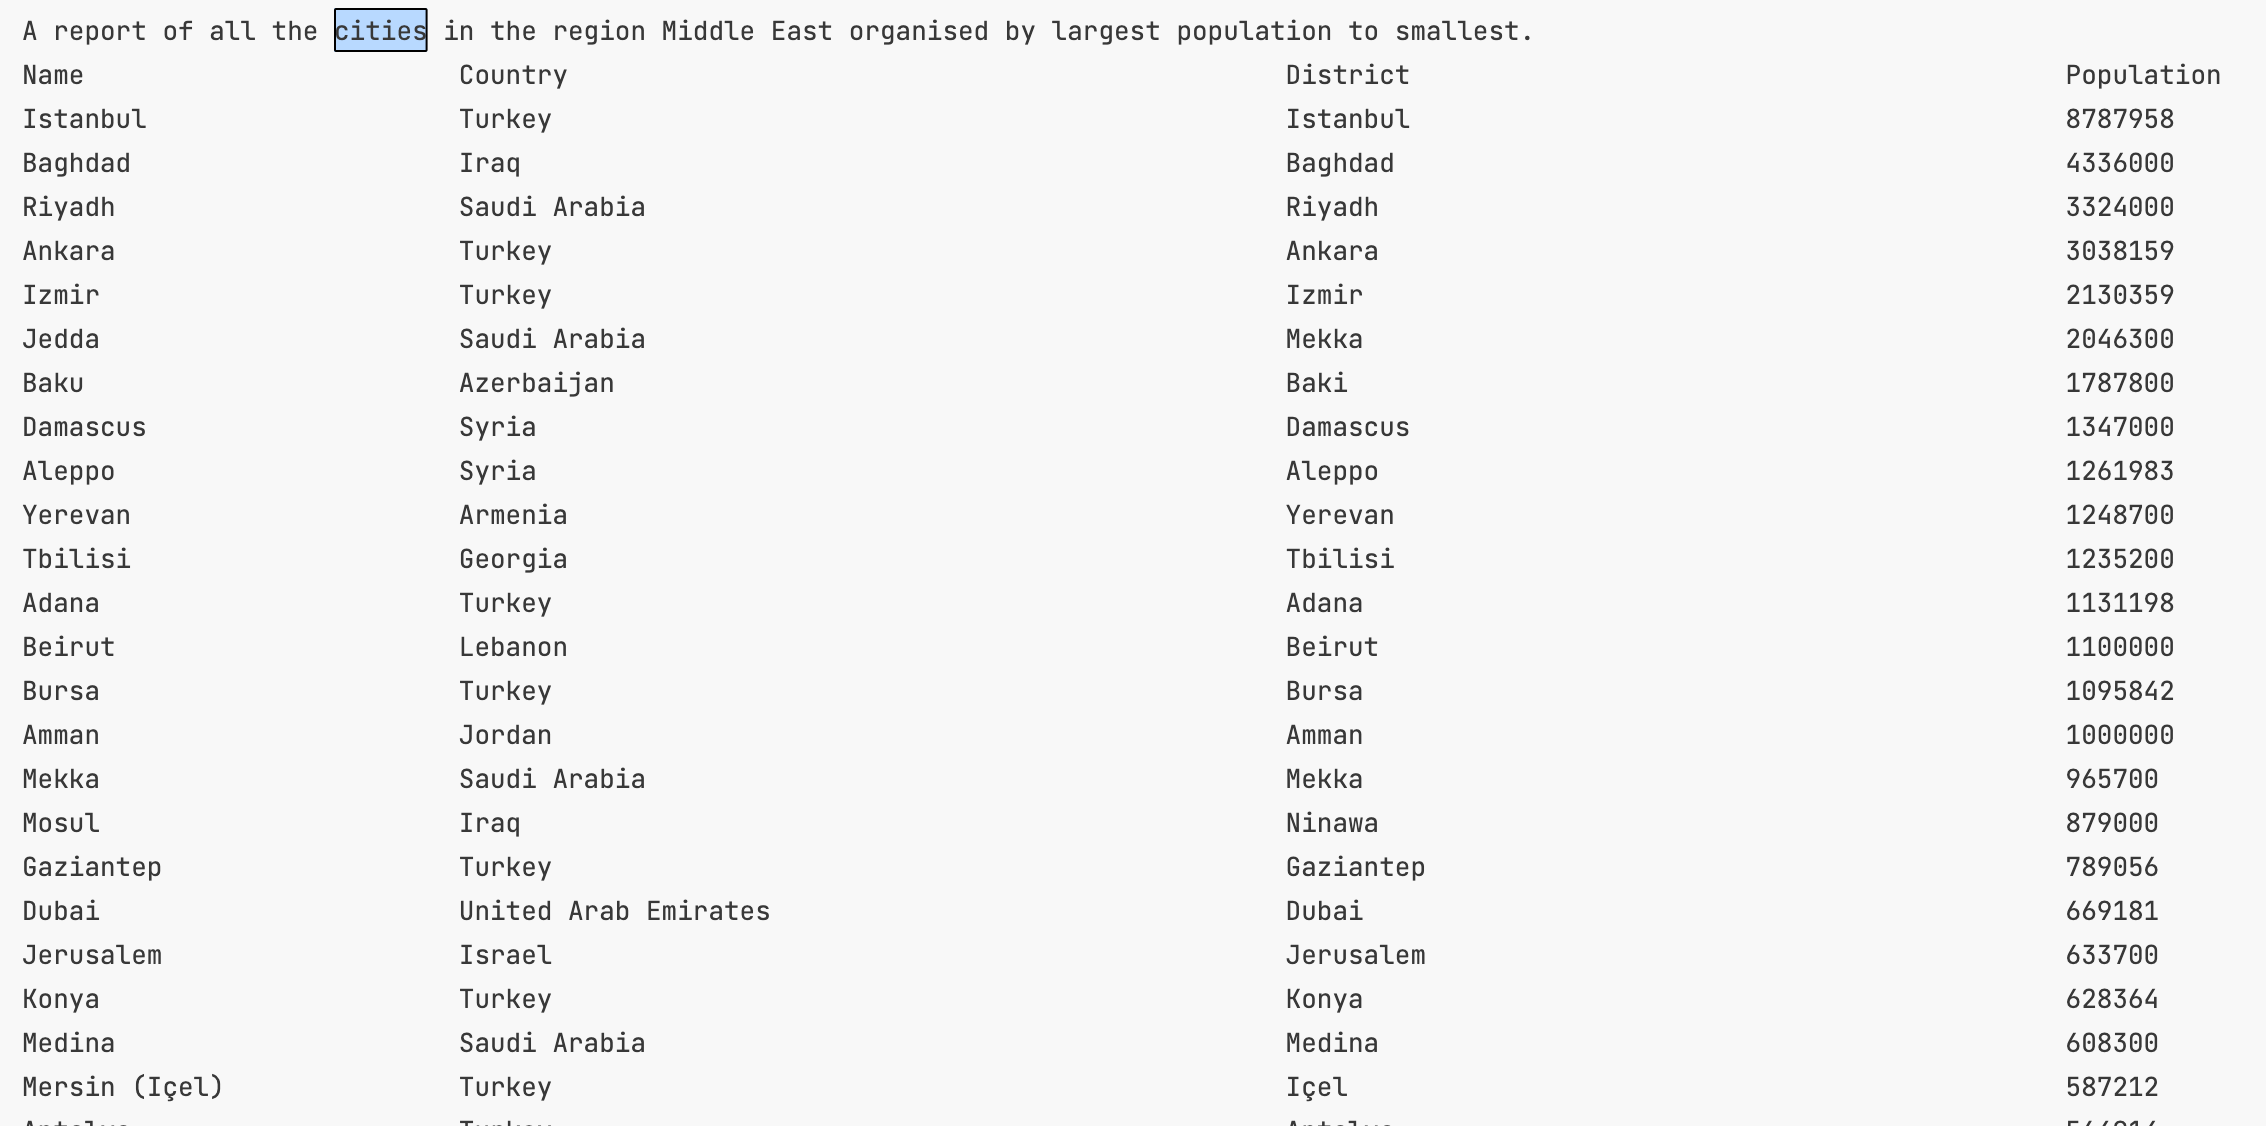 A report of all the cities in the region Middle East organised by largest population to smallest.
Name Country District Population
Istanbul Turkey Istanbul 8787958
Baghdad Iraq Baghdad 4336000
Riyadh Saudi Arabia Riyadh 3324000
Ankara Turkey Ankara 3038159
Izmir Turkey Izmir 2130359
Jedda Saudi Arabia Mekka 2046300
Baku Azerbaijan Baki 1787800
Damascus Syria Damascus 1347000
Aleppo Syria Aleppo 1261983
Yerevan Armenia Yerevan 1248700
Tbilisi Georgia Tbilisi 1235200
Adana Turkey Adana 1131198
Beirut Lebanon Beirut 1100000
Bursa Turkey Bursa 1095842
Amman Jordan Amman 1000000
Mekka Saudi Arabia Mekka 965700
Mosul Iraq Ninawa 879000
Gaziantep Turkey Gaziantep 789056
Dubai United Arab Emirates Dubai 669181
Jerusalem Israel Jerusalem 633700
Konya Turkey Konya 628364
Medina Saudi Arabia Medina 608300
Mersin (Içel) Turkey Içel 587212